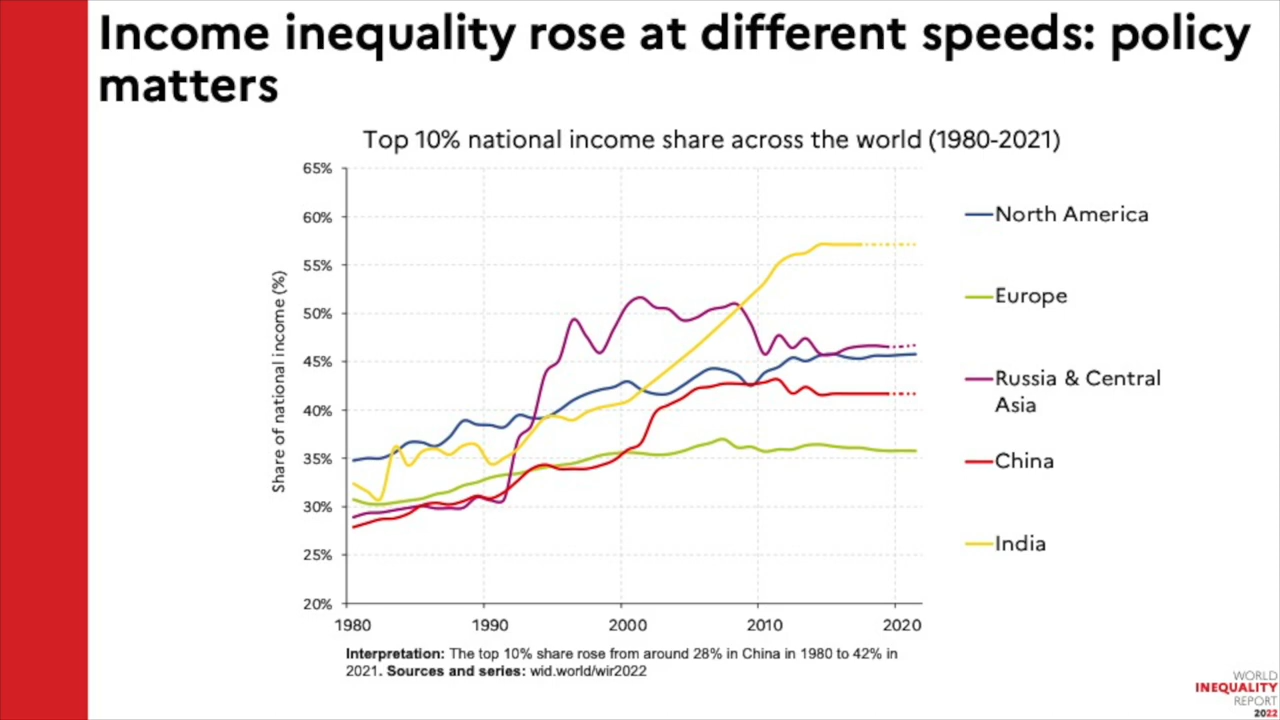 Income inequality rose at different speeds: policy
matters
Top 10% national income share across the world (1980-2021)
65%
60%
55%
50%
45%
40%
35%
30%
25%
20%
Share of national income (%)
1980
1990
2000
2010
2020
North America
Europe
Russia & Central
Asia
China
India
Interpretation: The top 10% share rose from around 28% in China in 1980 to 42% in
2021. Sources and series: wid.world/wir2022
WORLD
INEQUALITY
REPORT
2022